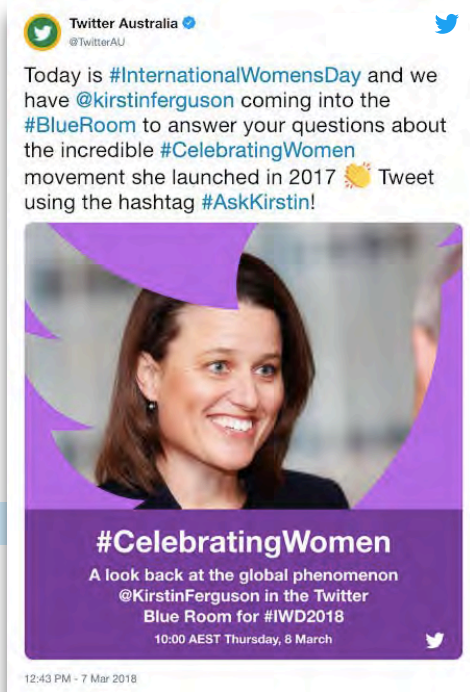 Twitter Australia
@TwitterAU
Today is #InternationalWomensDay and we
have @kirstinferguson coming into the
#BlueRoom to answer your questions about
the incredible #CelebratingWomen
movement she launched in 2017 👏 Tweet
using the hashtag #AskKirstin!
#CelebratingWomen
A look back at the global phenomenon
@KirstinFerguson in the Twitter
Blue Room for #IWD2018
10:00 AEST Thursday, 8 March
12:43 PM - 7 Mar 2018